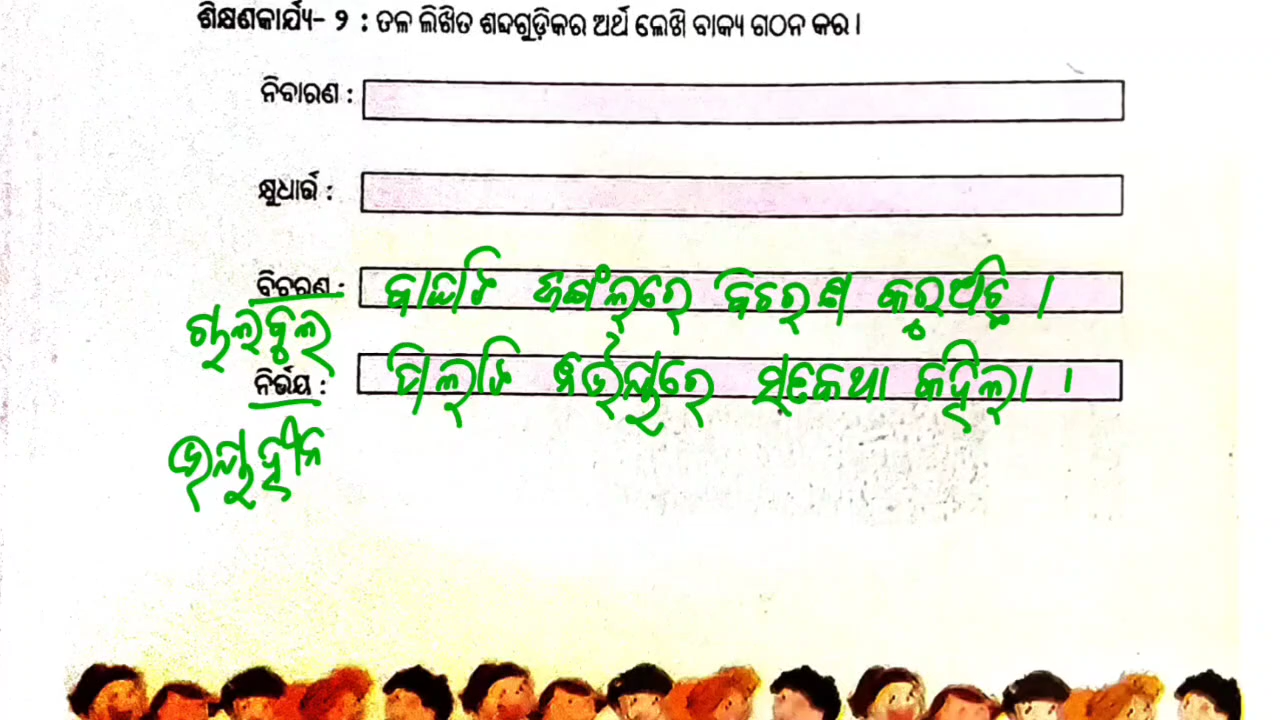 ଶିକ୍ଷଣକାର୍ଯ୍ୟ- ୨ : ତଳ ଲିଖିତ ଶବ୍ଦଗୁଡ଼ିକର ଅର୍ଥ ଲେଖି ବାକ୍ୟ ଗଠନ କର ।
ନିବାରଣ :
କ୍ଷୁଧାର୍ତ୍ତ :
ବିଚରଣ : ବାଘଟି ଜଙ୍ଗଲରେ ବିଚରଣ କରୁଅଛି ।
ଚାଲବୁଲ
ନିର୍ଭୟ : ପିଲାଟି ନିର୍ଭୟରେ ସତକଥା କହିଲା ।
ଭୟହୀନ